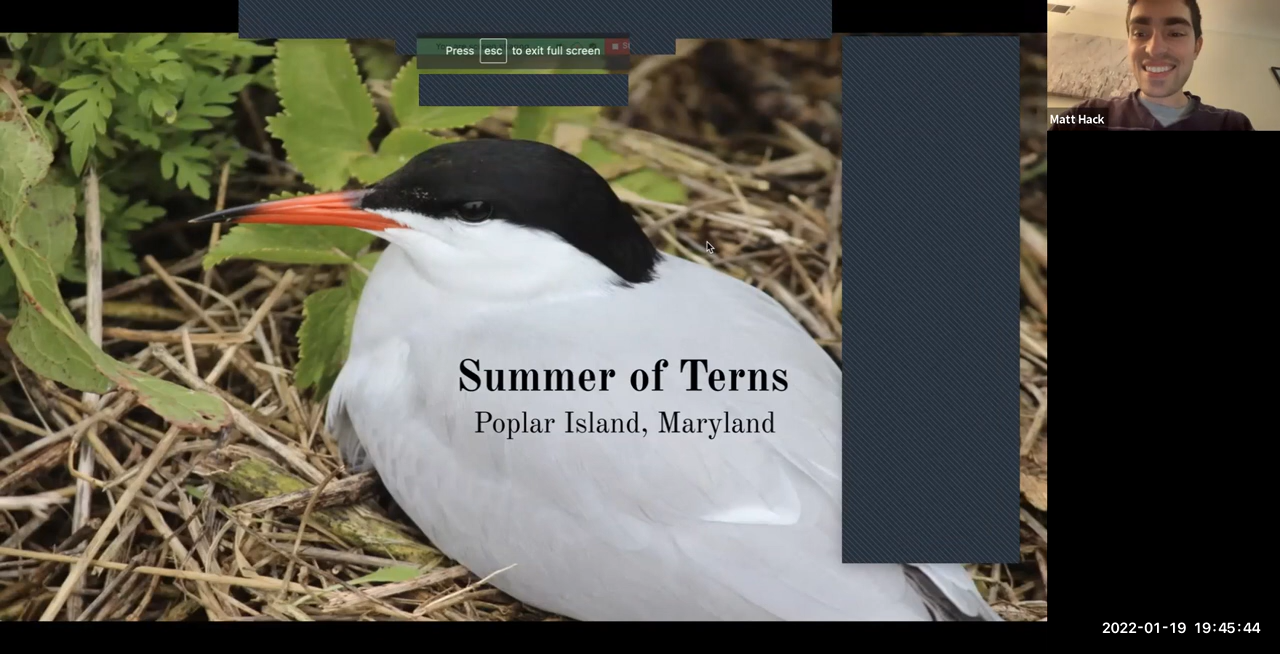 Press esc to exit full screen
Matt Hack
Summer of Terns
Poplar Island, Maryland
2022-01-19 19:45:44